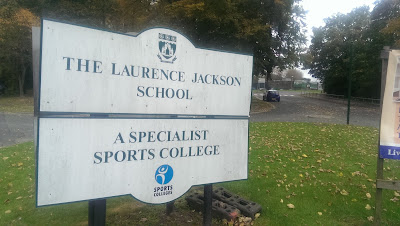 THE LAURENCE JACKSON
SCHOOL
A SPECIALIST
SPORTS COLLEGE
SPORTS
COLLEGES